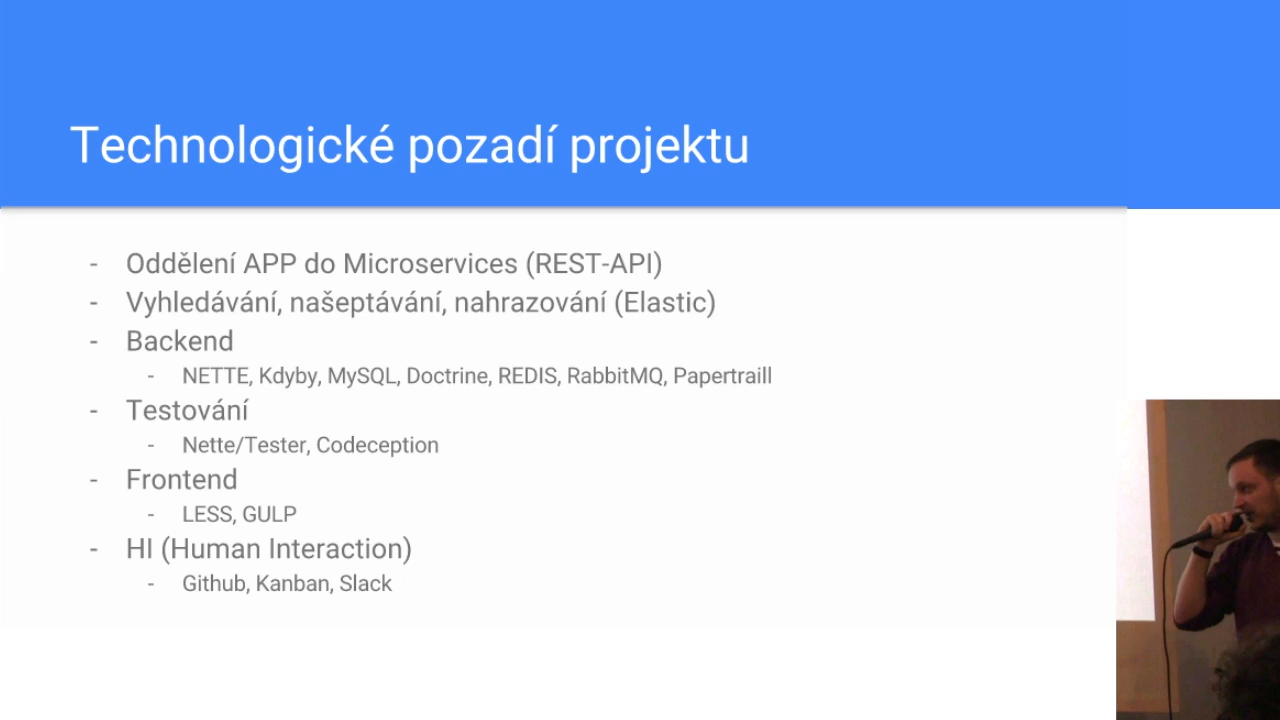 Technologické pozadí projektu
- Oddělení APP do Microservices (REST-API)
- Vyhledávání, našeptávání, nahrazování (Elastic)
- Backend
- NETTE, Kdyby, MySQL, Doctrine, REDIS, RabbitMQ, Papertraill
- Testování
- Nette/Tester, Codeception
- Frontend
- LESS, GULP
- HI (Human Interaction)
- Github, Kanban, Slack